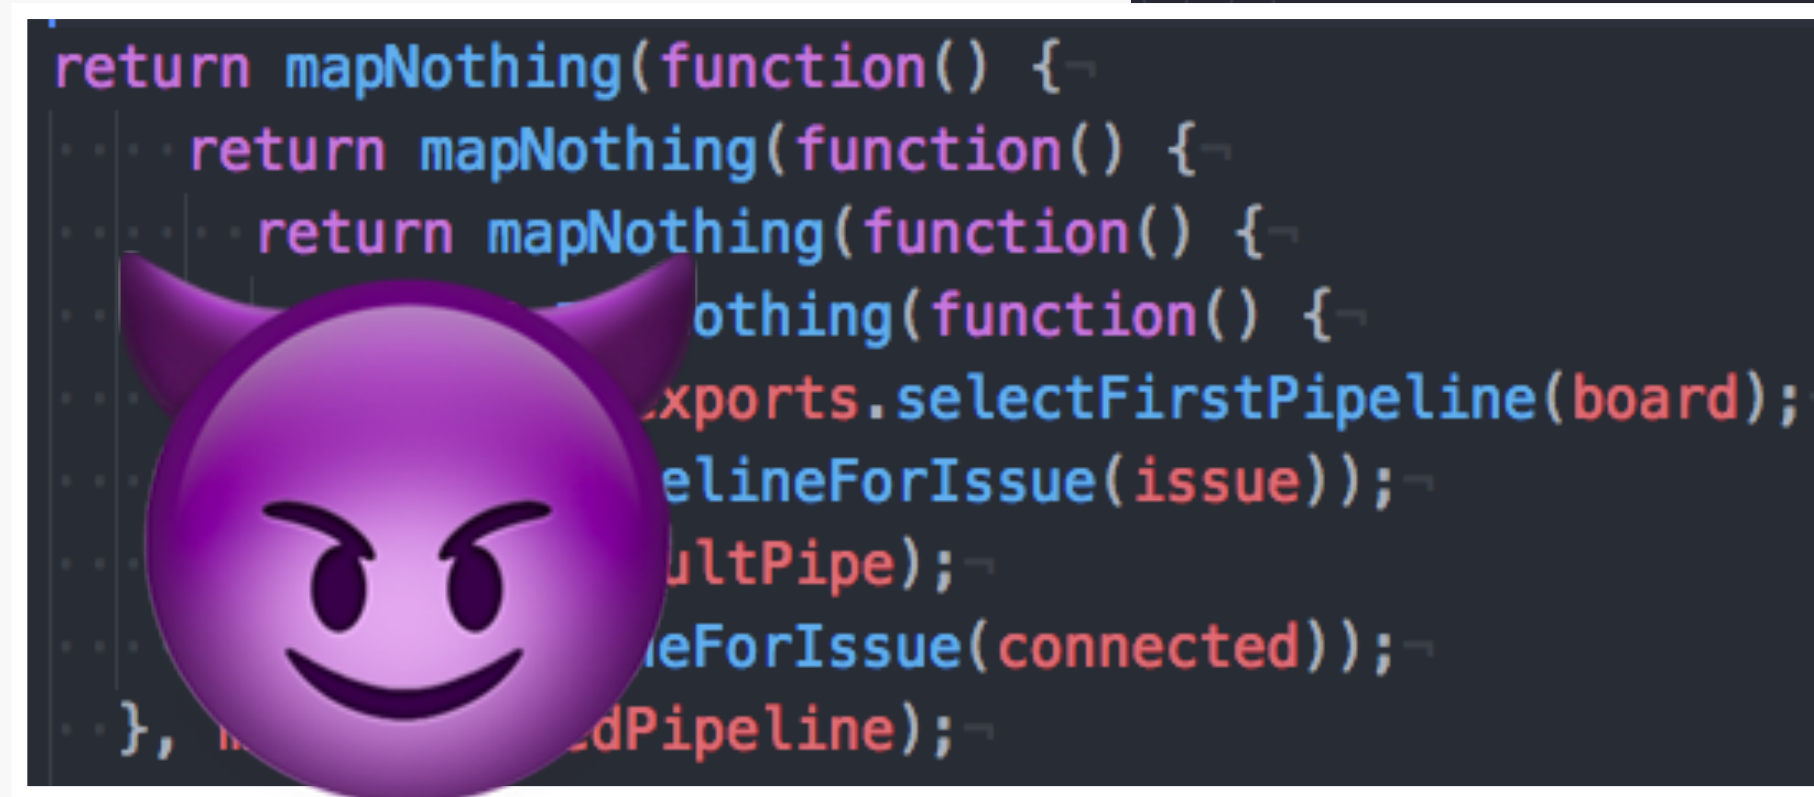 return mapNothing(function() {
return mapNothing(function() {
return mapNothing(function() {
othing(function() {
exports.selectFirstPipeline(board);
elineForIssue(issue));
ultPipe);
eForIssue(connected));
}, dPipeline);